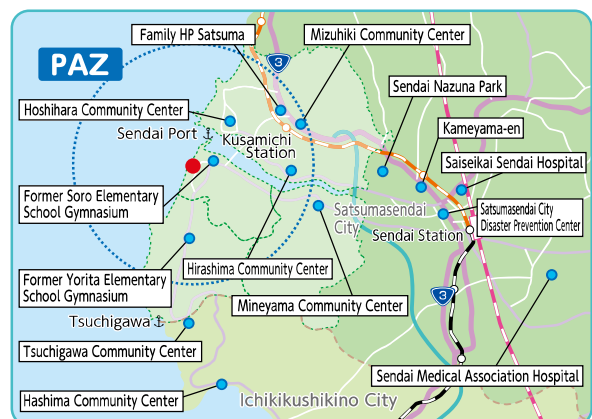 PAZ
Family HP Satsuma
Mizuhiki Community Center
3
Sendai Nazuna Park
Hoshihara Community Center
Sendai Port
Kusamichi
Station
Kameyama-en
Saiseikai Sendai Hospital
Former Soro Elementary
School Gymnasium
Satsumasendai
City
Satsumasendai City
Disaster Prevention Center
Sendai Station
Hirashima Community Center
Former Yorita Elementary
School Gymnasium
Mineyama Community Center
3
Tsuchigawa
Tsuchigawa Community Center
Sendai Medical Association Hospital
Hashima Community Center
Ichikikushikino City